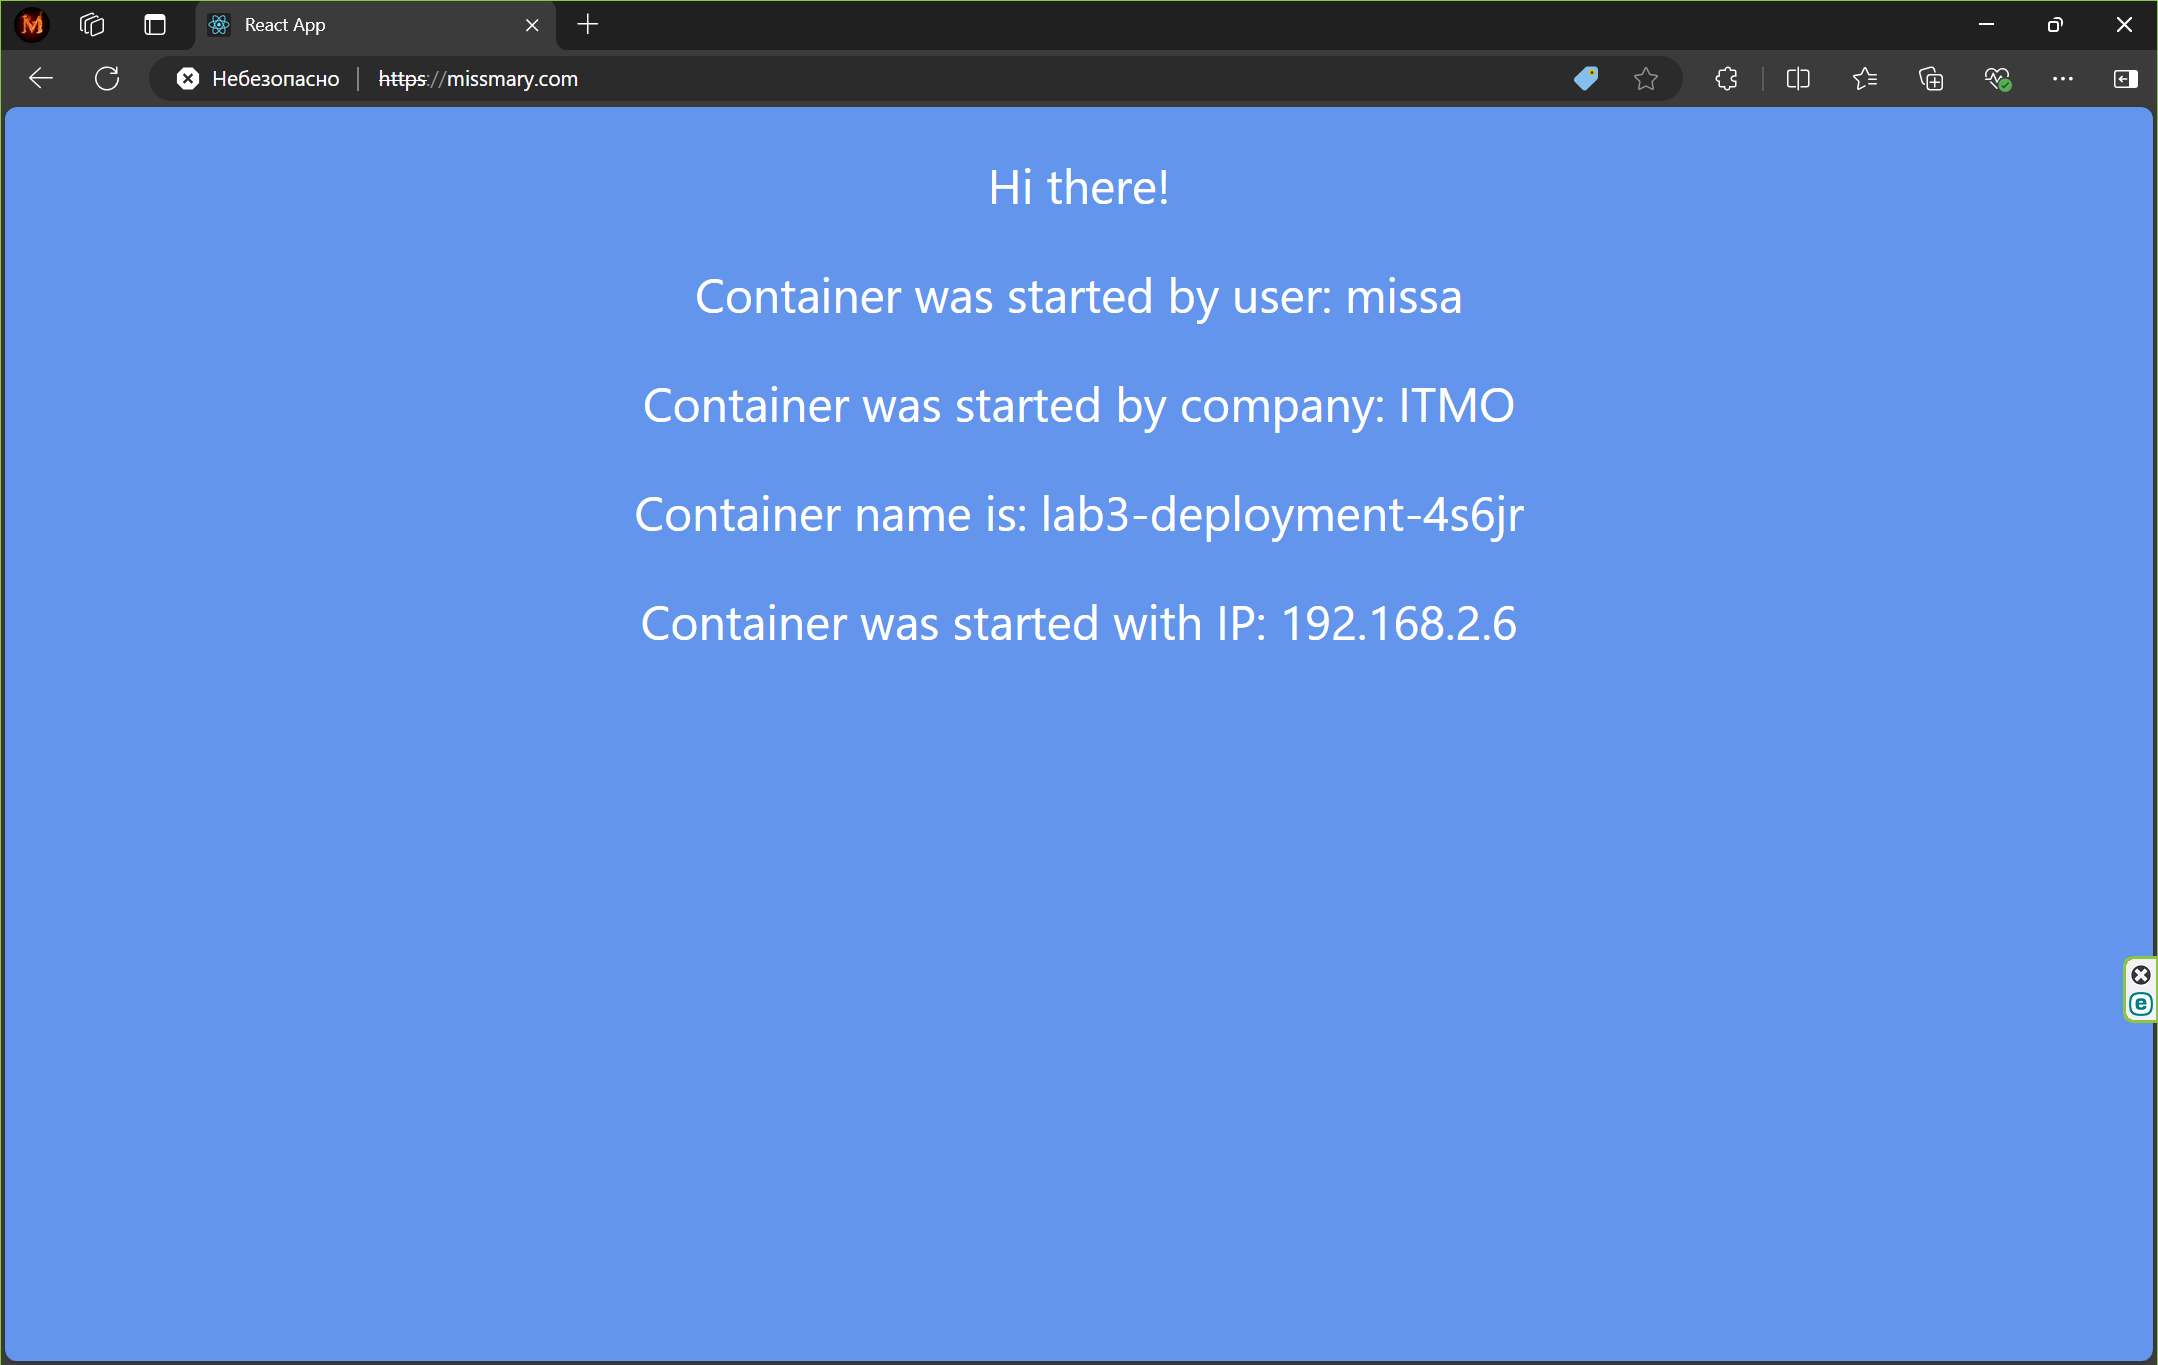 React App
Небезопасно https://missmary.com
Hi there!
Container was started by user: missa
Container was started by company: ITMO
Container name is: lab3-deployment-4s6jr
Container was started with IP: 192.168.2.6